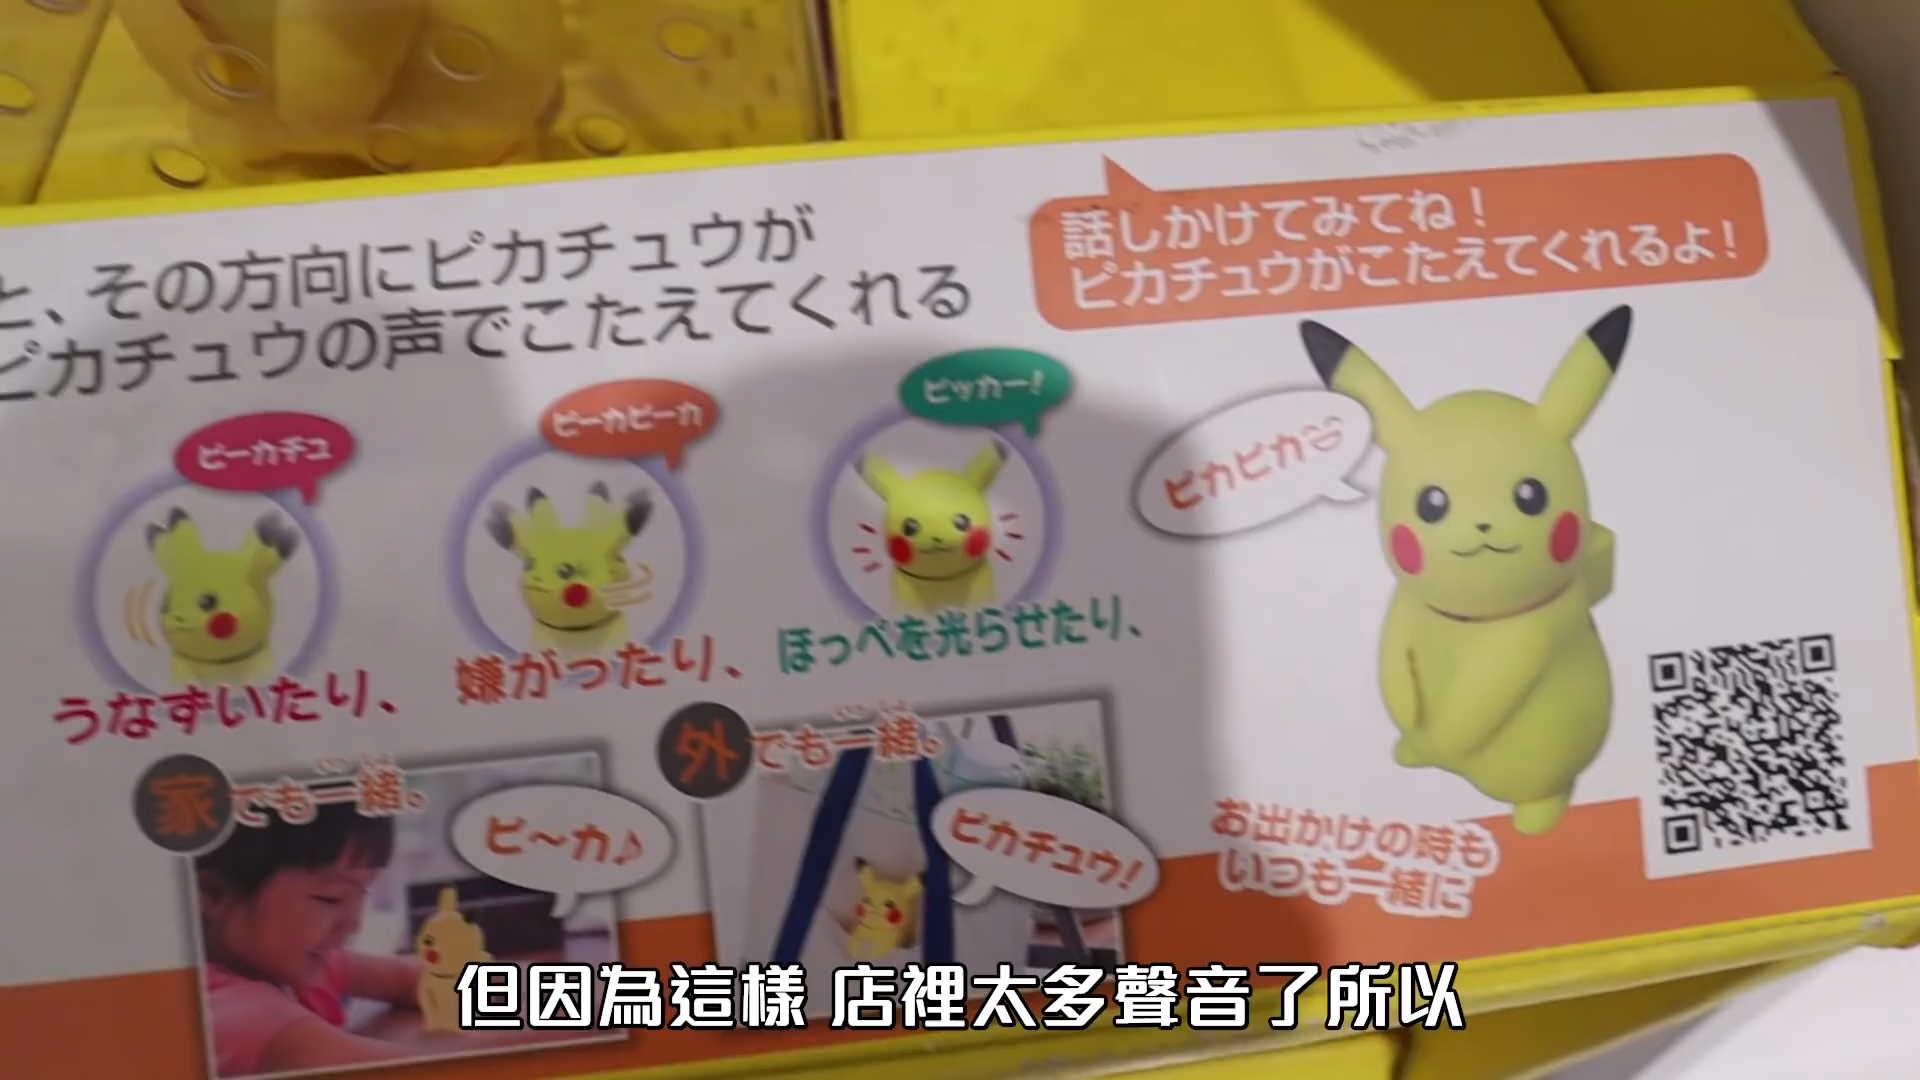 と、その方向にピカチュウが
ピカチュウの声でこたえてくれる
話しかけてみてね!
ピカチュウがこたえてくれるよ!
ピーカチュ
ピーカピーカ
ピッカー!
ピカピカ
うなずいたり、
嫌がったり、
ほっぺを光らせたり、
家でも一緒。
外でも一緒。
ピ〜カ♪
ピカチュウ!
お出かけの時も
いつも一緒に
但因為這樣 店裡太多聲音了所以